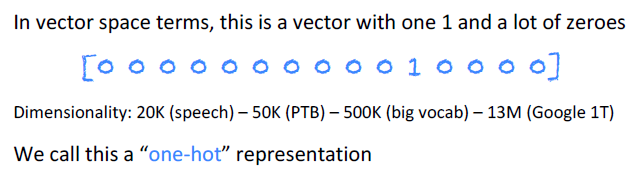 In vector space terms, this is a vector with one 1 and a lot of zeroes
[0 0 0 0 0 0 0 0 0 0 1 0 0 0 0]
Dimensionality: 20K (speech) – 50K (PTB) – 500K (big vocab) – 13M (Google 1T)
We call this a “one-hot” representation